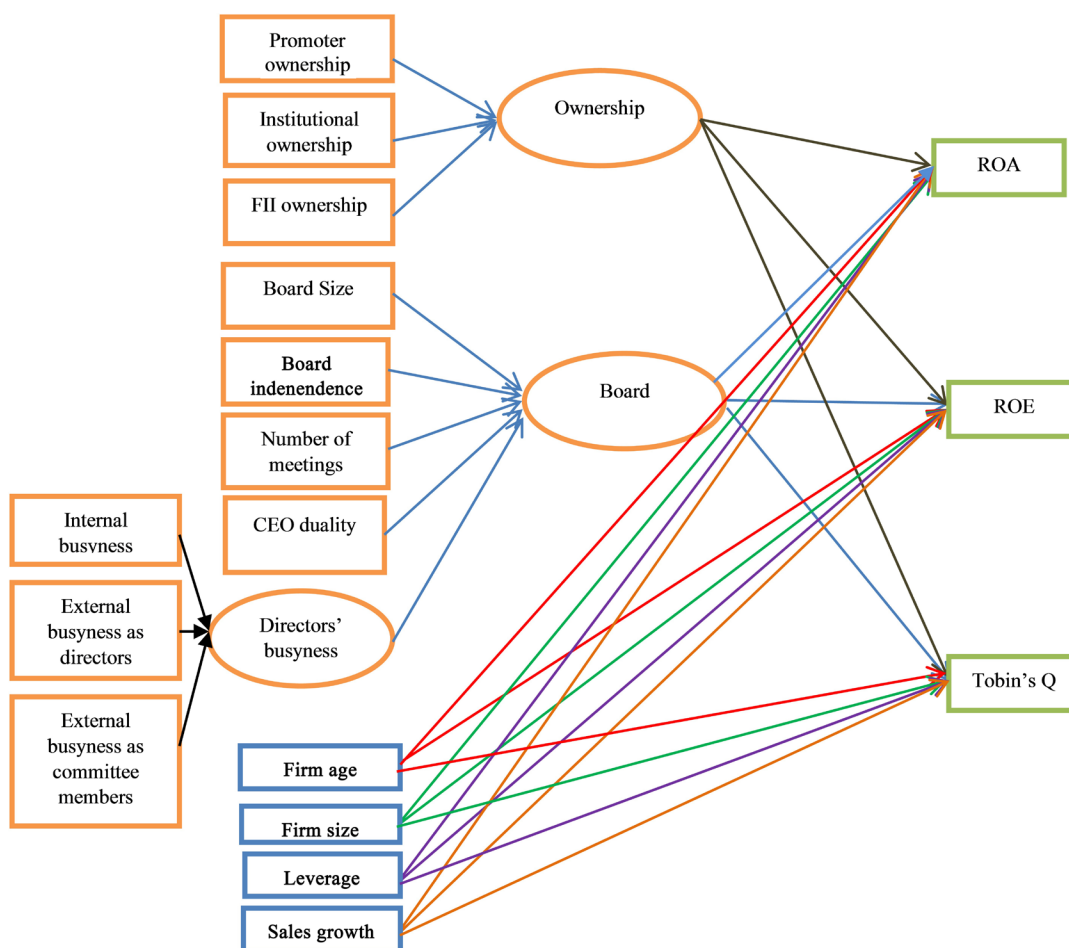 Promoter
ownership
Institutional
ownership
FII ownership
Ownership
ROA
Board Size
Board
indenendence
Number of
meetings
CEO duality
Board
ROE
Internal
busvness
External
busyness as
directors
External
busyness as
committee
members
Directors’
busyness
Tobin’s Q
Firm age
Firm size
Leverage
Sales growth